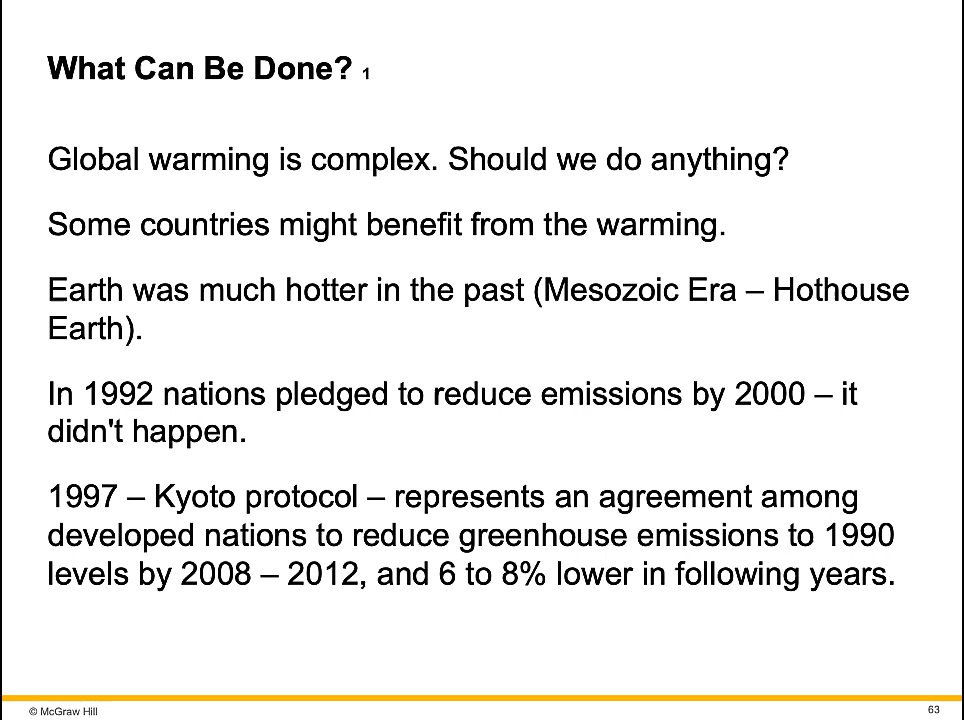 What Can Be Done? 1
Global warming is complex. Should we do anything?
Some countries might benefit from the warming.
Earth was much hotter in the past (Mesozoic Era – Hothouse
Earth).
In 1992 nations pledged to reduce emissions by 2000 – it
didn't happen.
1997 – Kyoto protocol – represents an agreement among
developed nations to reduce greenhouse emissions to 1990
levels by 2008 – 2012, and 6 to 8% lower in following years.
© McGraw Hill
63